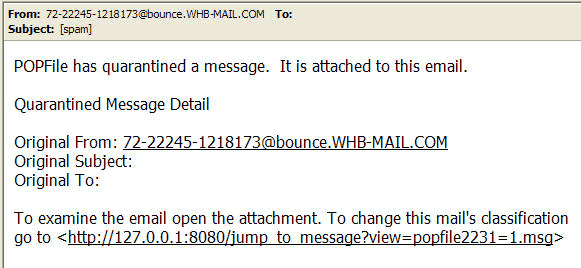 From: 72-22245-1218173@bounce.WHB-MAIL.COM To:
Subject: [spam]
POPFile has quarantined a message. It is attached to this email.
Quarantined Message Detail
Original From: 72-22245-1218173@bounce.WHB-MAIL.COM
Original Subject:
Original To:
To examine the email open the attachment. To change this mail's classification
go to <http://127.0.0.1:8080/jump_to_message?view=popfile2231=1.msg>